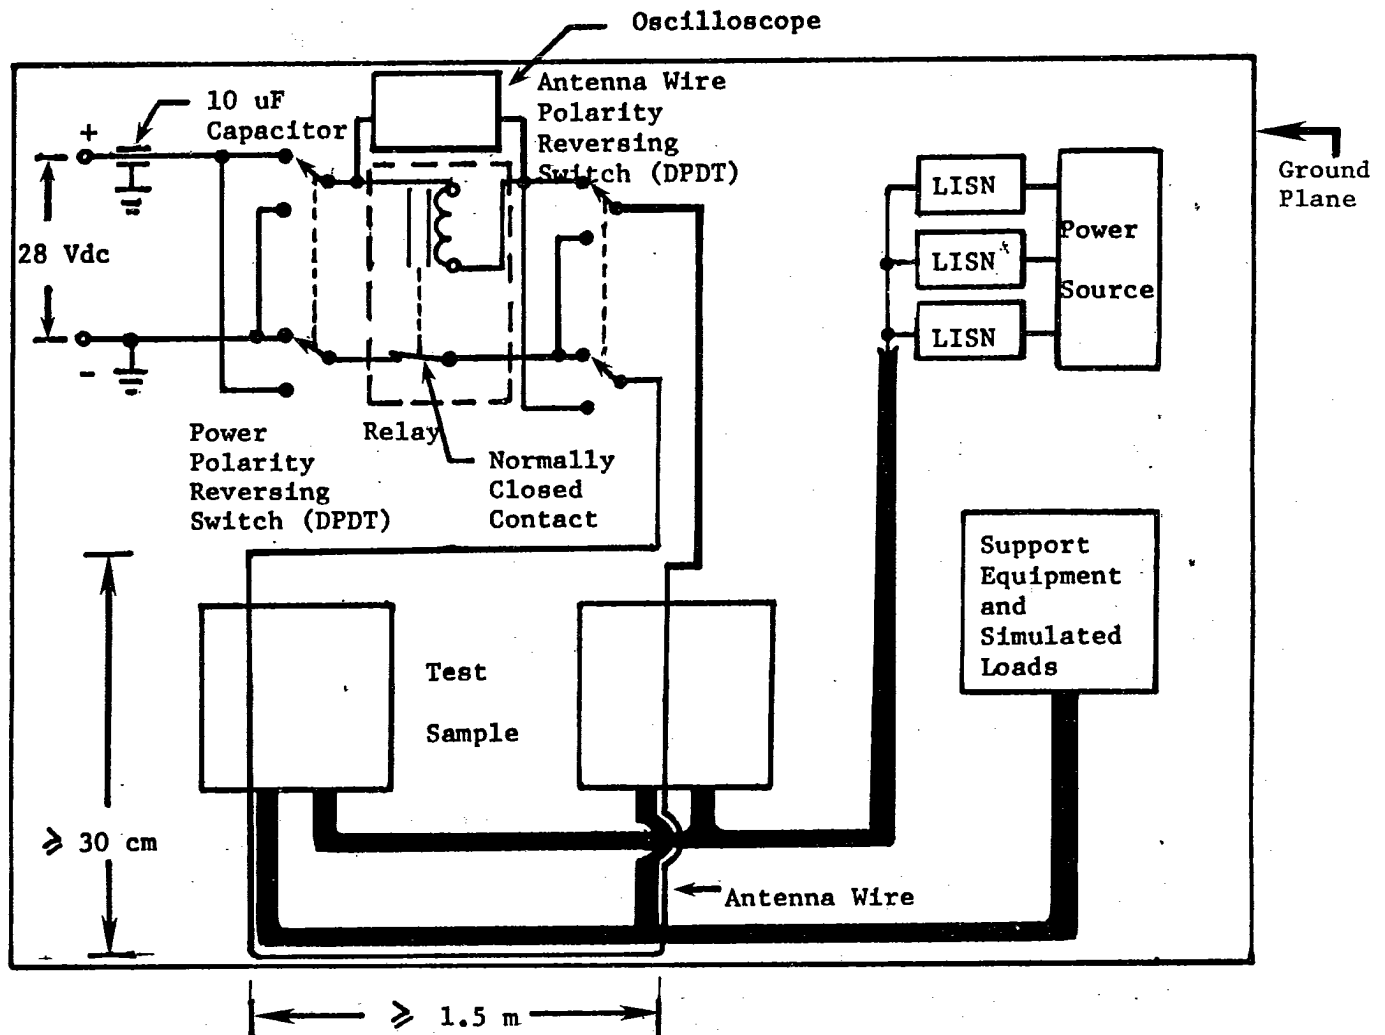 Oscilloscope
10 uF
Capacitor
Antenna Wire
Polarity
Reversing
Switch (DPDT)
+
28 Vdc
-
LISN
LISN
LISN
Power
Source
Ground
Plane
Power
Polarity
Reversing
Switch (DPDT)
Relay
Normally
Closed
Contact
Support
Equipment
and
Simulated
Loads
Test
Sample
⩾ 30 cm
Antenna Wire
⩾ 1.5 m